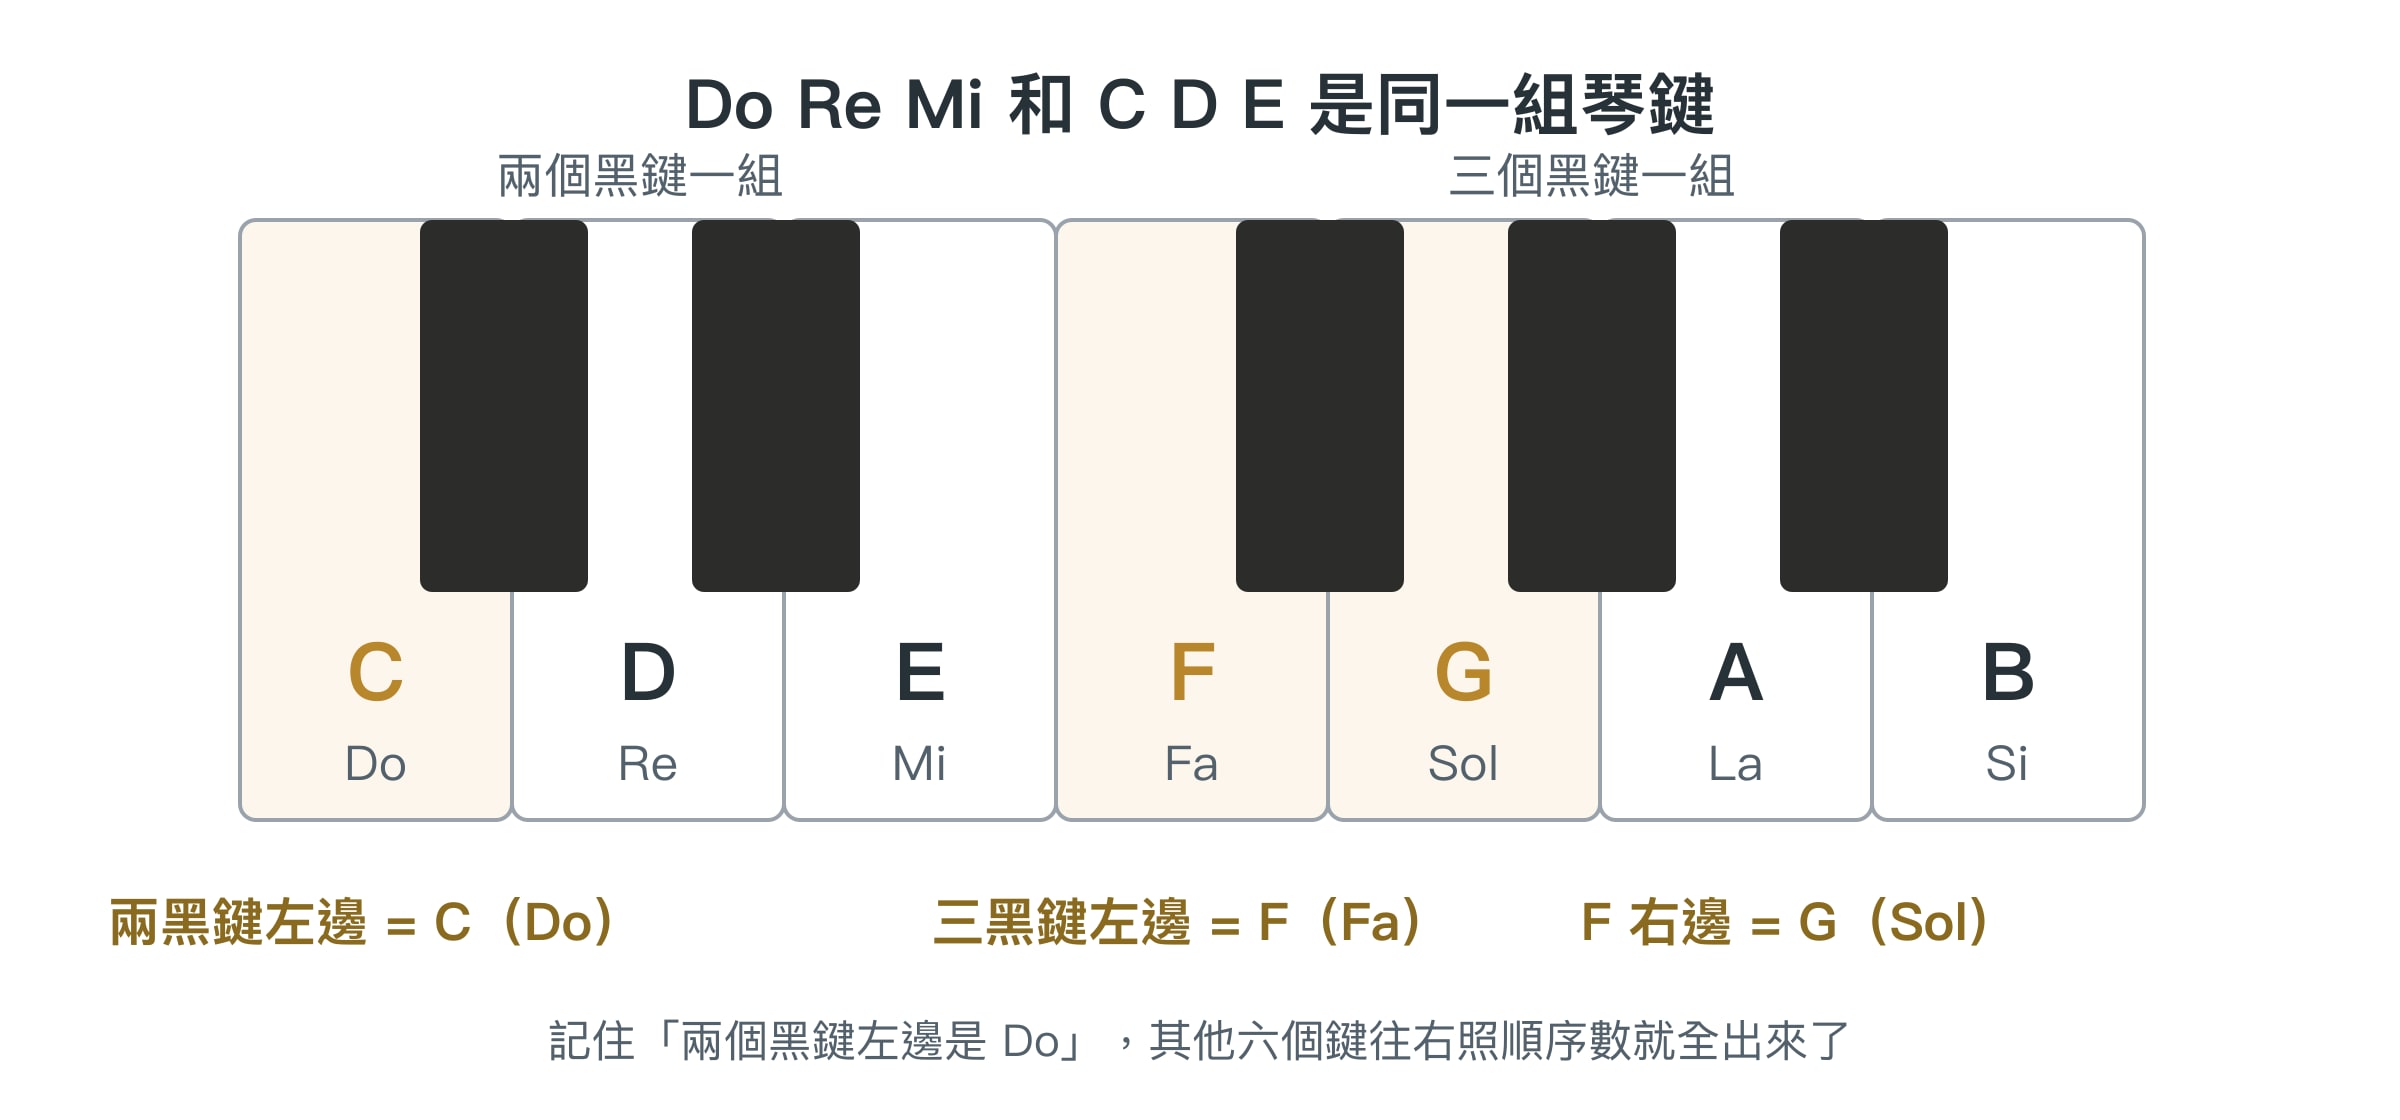 Do Re Mi 和 C D E 是同一組琴鍵
兩個黑鍵一組 三個黑鍵一組
C D E F G A B
Do Re Mi Fa Sol La Si
兩黑鍵左邊 = C（Do） 三黑鍵左邊 = F（Fa） F 右邊 = G（Sol）
記住「兩個黑鍵左邊是 Do」，其他六個鍵往右照順序數就全出來了